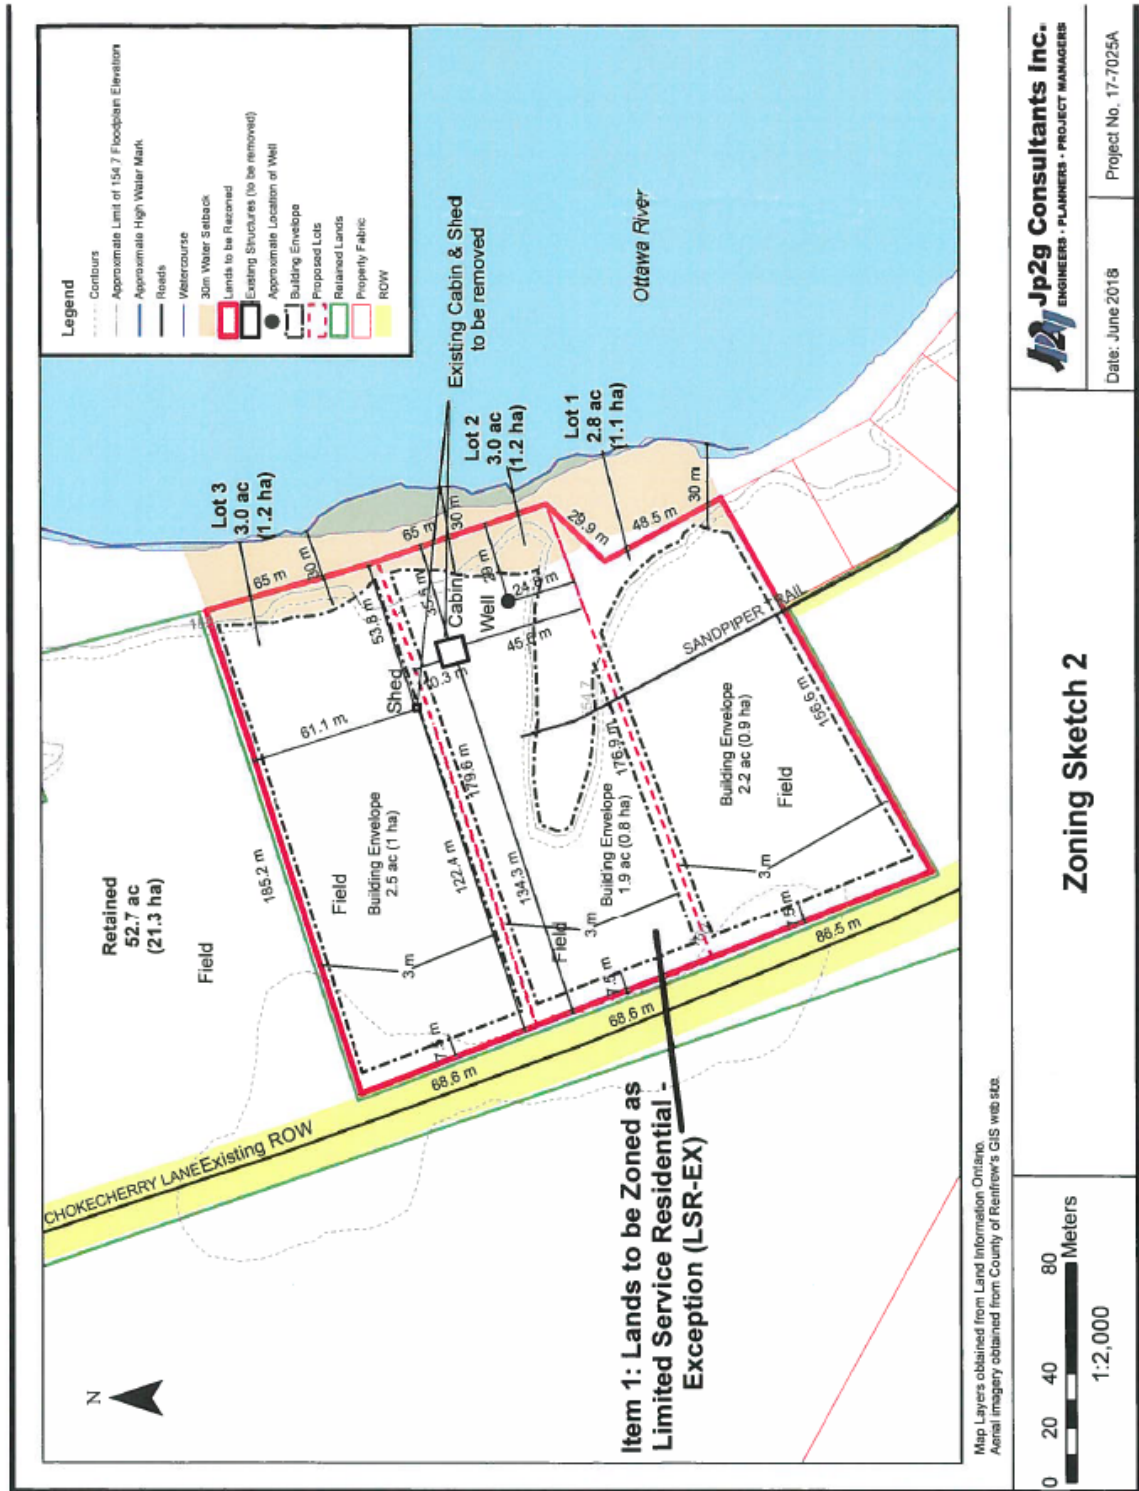 Legend
Contours
Approximate Limit of 154.7 Floodplain Elevation
Approximate High Water Mark
Roads
Watercourse
30m Water Setback
Lands to be Rezoned
Existing Structures (to be removed)
Approximate Location of Well
Building Envelope
Proposed Lots
Retained Lands
Property Fabric
ROW
N
Retained
52.7 ac
(21.3 ha)
Field
CHOKECHERRY LANE
Existing ROW
Lot 3
3.0 ac
(1.2 ha)
Lot 2
3.0 ac
(1.2 ha)
Lot 1
2.8 ac
(1.1 ha)
Existing Cabin & Shed
to be removed
Ottawa River
185.2 m
65 m
30 m
61.1 m
Field
Building Envelope
2.5 ac (1 ha)
3 m
68.6 m
122.4 m
53.8 m
Shed
179.6 m
65 m
30 m
Cabin
Well
24.8 m
45.6 m
134.3 m
Field
Building Envelope
1.9 ac (0.8 ha)
3 m
7.5 m
68.6 m
176.9 m
29.9 m
48.5 m
30 m
SANDPIPER TRAIL
Building Envelope
2.2 ac (0.9 ha)
Field
3 m
86.5 m
Item 1: Lands to be Zoned as
Limited Service Residential -
Exception (LSR-EX)
Map Layers obtained from Land Information Ontario.
Aerial imagery obtained from County of Renfrew's GIS website.
0 20 40 80
Meters
1:2,000
Zoning Sketch 2
Jp2g Consultants Inc.
ENGINEERS • PLANNERS • PROJECT MANAGERS
Date: June 2018
Project No. 17-7025A